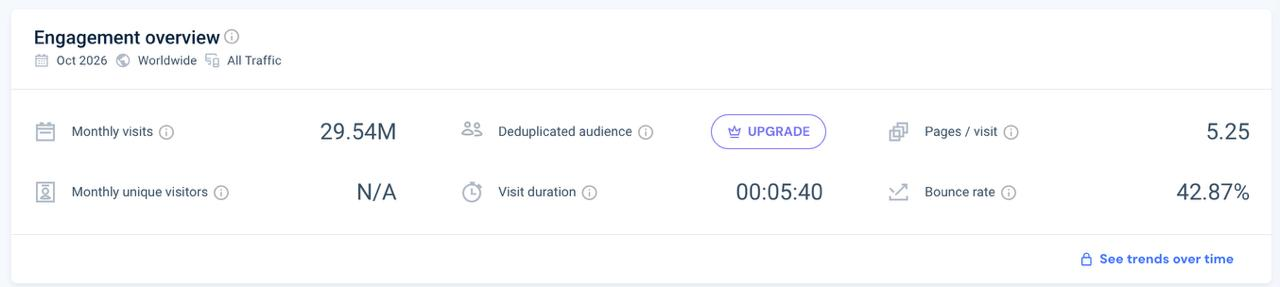 Engagement overview
Oct 2026 Worldwide All Traffic
Monthly visits 29.54M Deduplicated audience UPGRADE Pages / visit 5.25
Monthly unique visitors N/A Visit duration 00:05:40 Bounce rate 42.87%
See trends over time